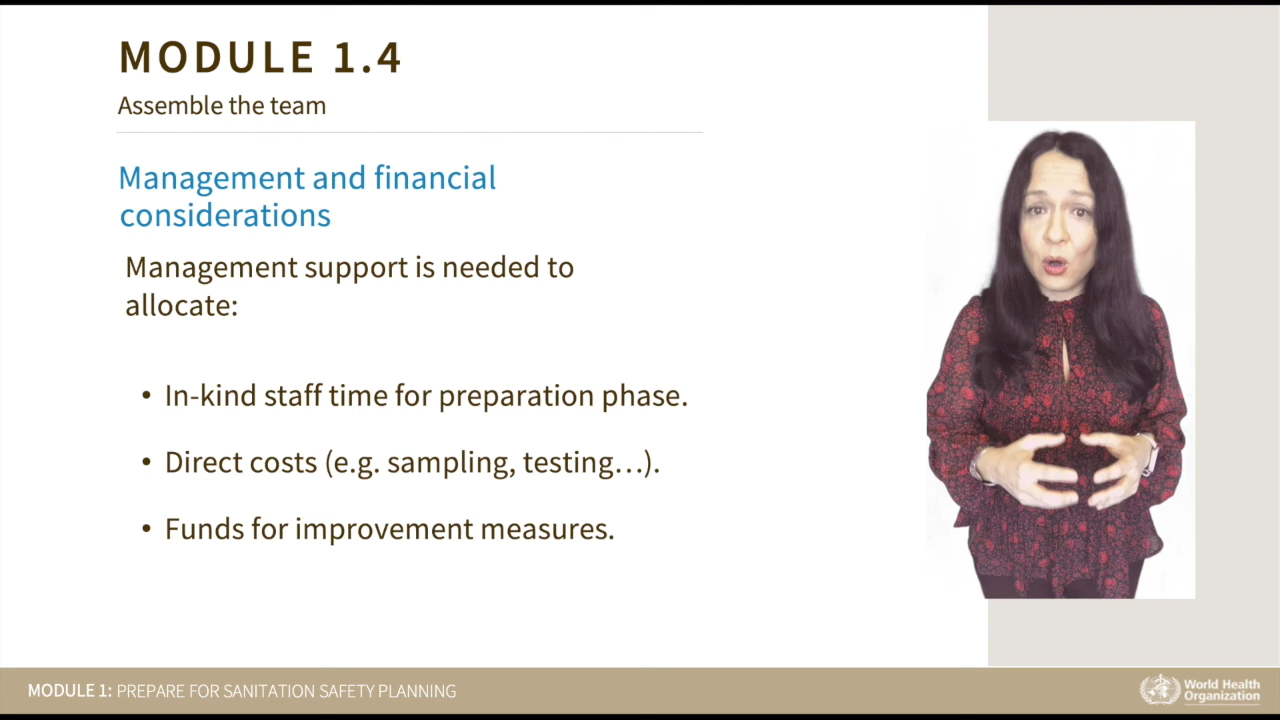 MODULE 1.4
Assemble the team
Management and financial
considerations
Management support is needed to
allocate:
• In-kind staff time for preparation phase.
• Direct costs (e.g. sampling, testing…).
• Funds for improvement measures.
MODULE 1: PREPARE FOR SANITATION SAFETY PLANNING
World Health
Organization